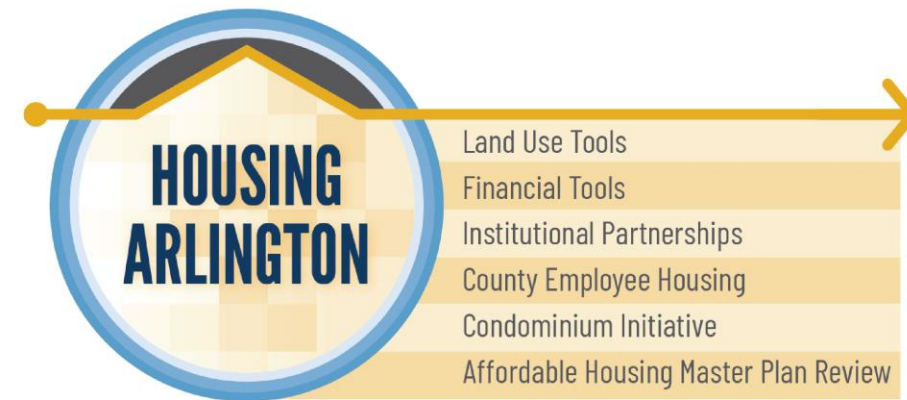 HOUSING
ARLINGTON
Land Use Tools
Financial Tools
Institutional Partnerships
County Employee Housing
Condominium Initiative
Affordable Housing Master Plan Review